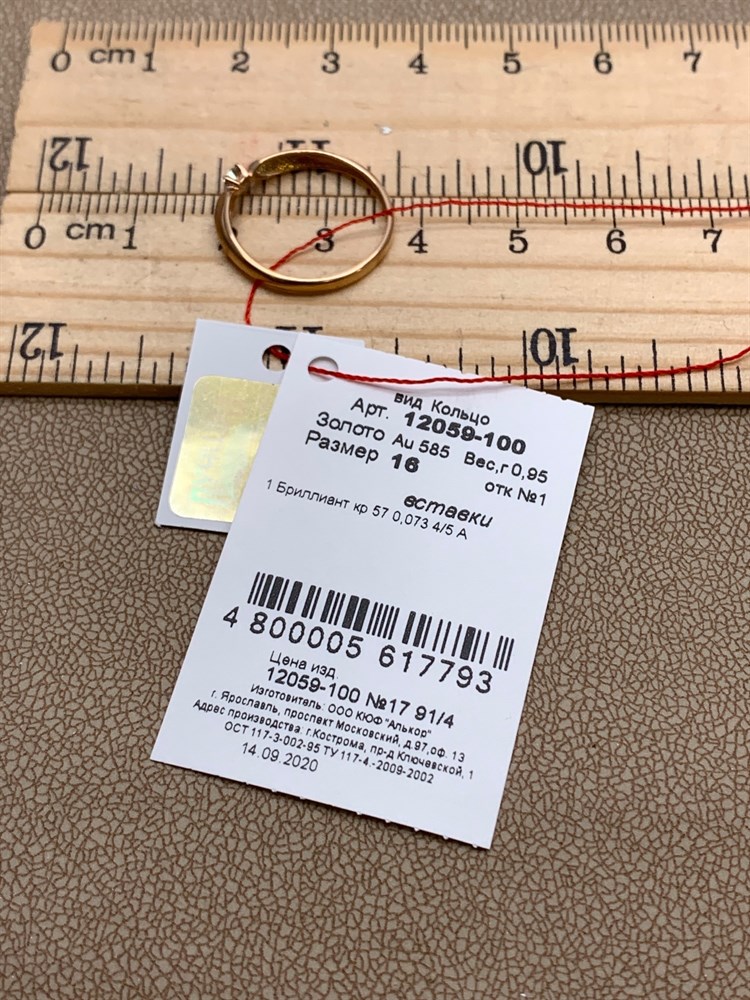 0 cm 1 2 3 4 5 6 7
12 11 10
0 cm 1 3 4 5 6 7
12 10
вид Кольцо
Арт. 12059-100
Золото Au 585 Вес,г 0,95
Размер 16 отк №1
вставки
1 Бриллиант кр 57 0,073 4/5 А
4 800005 617793
Цена изд.
12059-100 №17 91/4
Изготовитель: ООО КЮФ "Алькор"
г. Ярославль, проспект Московский, д.97,оф. 13
Адрес производства: г.Кострома, пр-д Ключевской, 1
ОСТ 117-3-002-95 ТУ 117-4.-2009-2002
14.09.2020